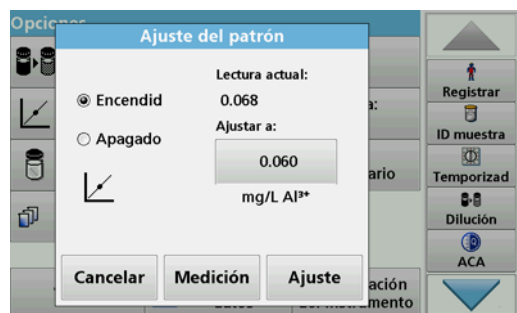 Opciones
Ajuste del patrón
Lectura actual:
Encendid
0.068
Apagado
Ajustar a:
0.060
mg/L Al³⁺
Cancelar
Medición
Ajuste
a:
ario
ación
Registrar
ID muestra
Temporizad
Dilución
ACA